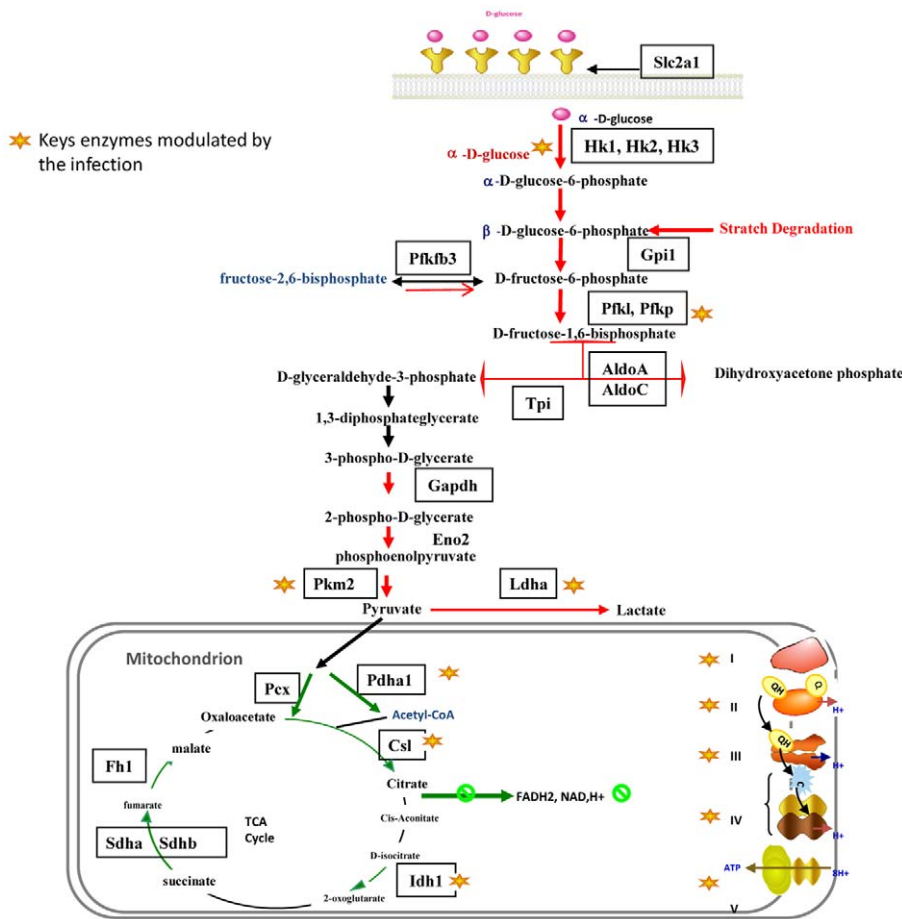 D-glucose
Slc2a1
Keys enzymes modulated by
the infection
α -D-glucose
α -D-glucose
Hk1, Hk2, Hk3
α-D-glucose-6-phosphate
β -D-glucose-6-phosphate
Stratch Degradation
Gpi1
Pfkfb3
fructose-2,6-bisphosphate
D-fructose-6-phosphate
Pfkl, Pfkp
D-fructose-1,6-bisphosphate
D-glyceraldehyde-3-phosphate
AldoA
AldoC
Dihydroxyacetone phosphate
Tpi
1,3-diphosphateglycerate
3-phospho-D-glycerate
Gapdh
2-phospho-D-glycerate
Eno2
phosphoenolpyruvate
Pkm2
Ldha
Pyruvate
Lactate
Mitochondrion
I
Pcx
Pdha1
QH
Q
H+
II
Oxaloacetate
Acetyl-CoA
malate
Csl
QH
III
H+
Fh1
Citrate
C
FADH2, NAD,H+
fumarate
Cis-Aconitate
TCA
Cycle
IV
H+
Sdha Sdhb
D-isocitrate
ATP
8H+
succinate
Idh1
2-oxoglutarate
V